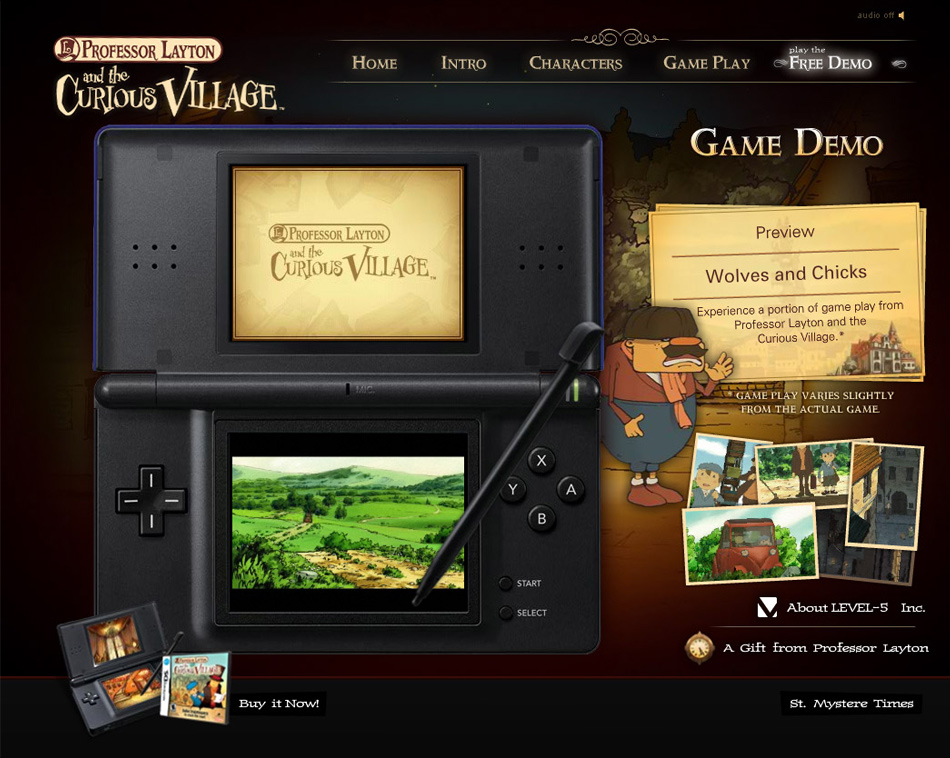 audio off
PROFESSOR LAYTON
and the
CURIOUS VILLAGE™
HOME
INTRO
CHARACTERS
GAME PLAY
play the
FREE DEMO
GAME DEMO
PROFESSOR LAYTON
and the
CURIOUS VILLAGE™
Preview
Wolves and Chicks
Experience a portion of game play from
Professor Layton and the
Curious Village.*
* GAME PLAY VARIES SLIGHTLY
FROM THE ACTUAL GAME.
MIC.
X
Y
A
B
START
SELECT
About LEVEL-5 Inc.
A Gift from Professor Layton
Buy it Now!
St. Mystere Times